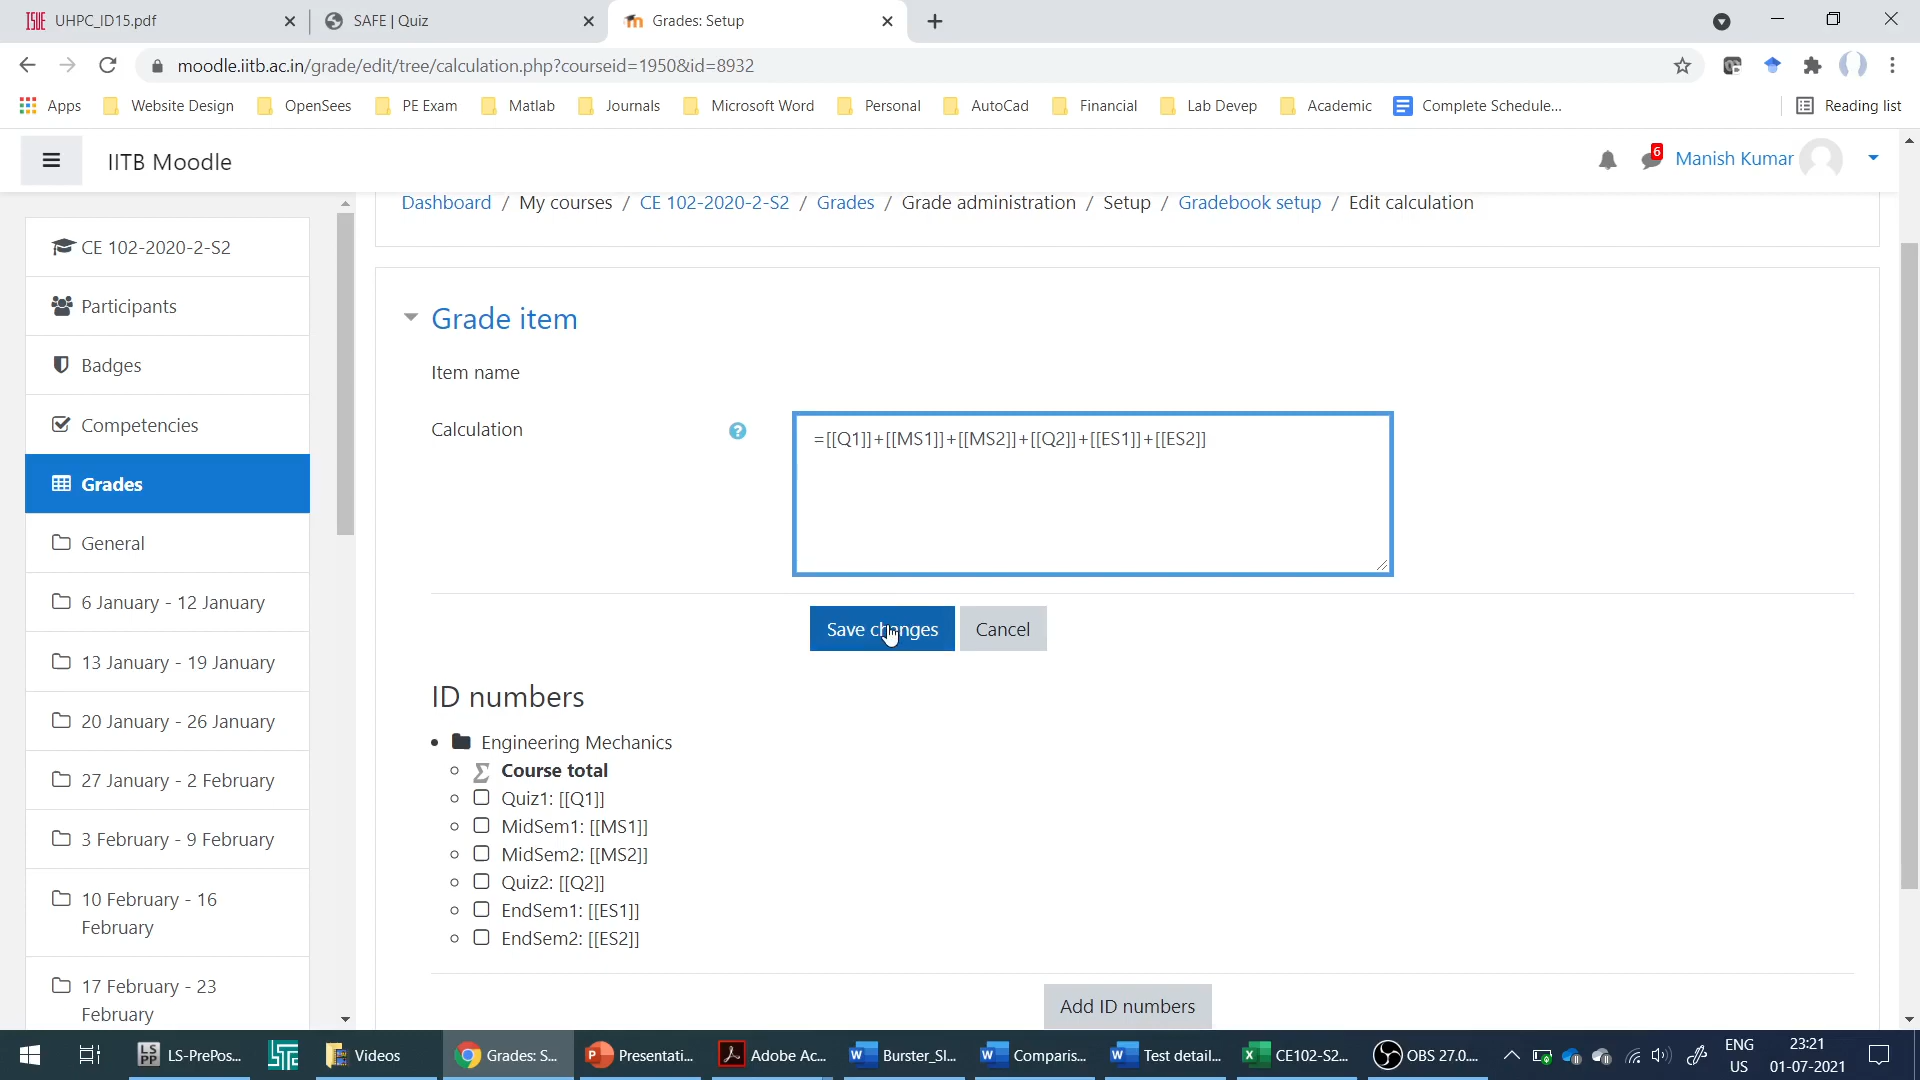 UHPC_ID15.pdf
SAFE | Quiz
Grades: Setup
moodle.iitb.ac.in/grade/edit/tree/calculation.php?courseid=1950&id=8932
Apps
Website Design
OpenSees
PE Exam
Matlab
Journals
Microsoft Word
Personal
AutoCad
Financial
Lab Devep
Academic
Complete Schedule...
Reading list
IITB Moodle
6
Manish Kumar
Dashboard / My courses / CE 102-2020-2-S2 / Grades / Grade administration / Setup / Gradebook setup / Edit calculation
CE 102-2020-2-S2
Participants
Badges
Competencies
Grades
General
6 January - 12 January
13 January - 19 January
20 January - 26 January
27 January - 2 February
3 February - 9 February
10 February - 16
February
17 February - 23
February
Grade item
Item name
Calculation
=[[Q1]]+[[MS1]]+[[MS2]]+[[Q2]]+[[ES1]]+[[ES2]]
Save changes
Cancel
ID numbers
Engineering Mechanics
Course total
Quiz1: [[Q1]]
MidSem1: [[MS1]]
MidSem2: [[MS2]]
Quiz2: [[Q2]]
EndSem1: [[ES1]]
EndSem2: [[ES2]]
Add ID numbers
LS-PrePos...
Videos
Grades: S...
Presentati...
Adobe Ac...
Burster_Sl...
Comparis...
Test detail...
CE102-S2...
OBS 27.0....
ENG
US
23:21
01-07-2021